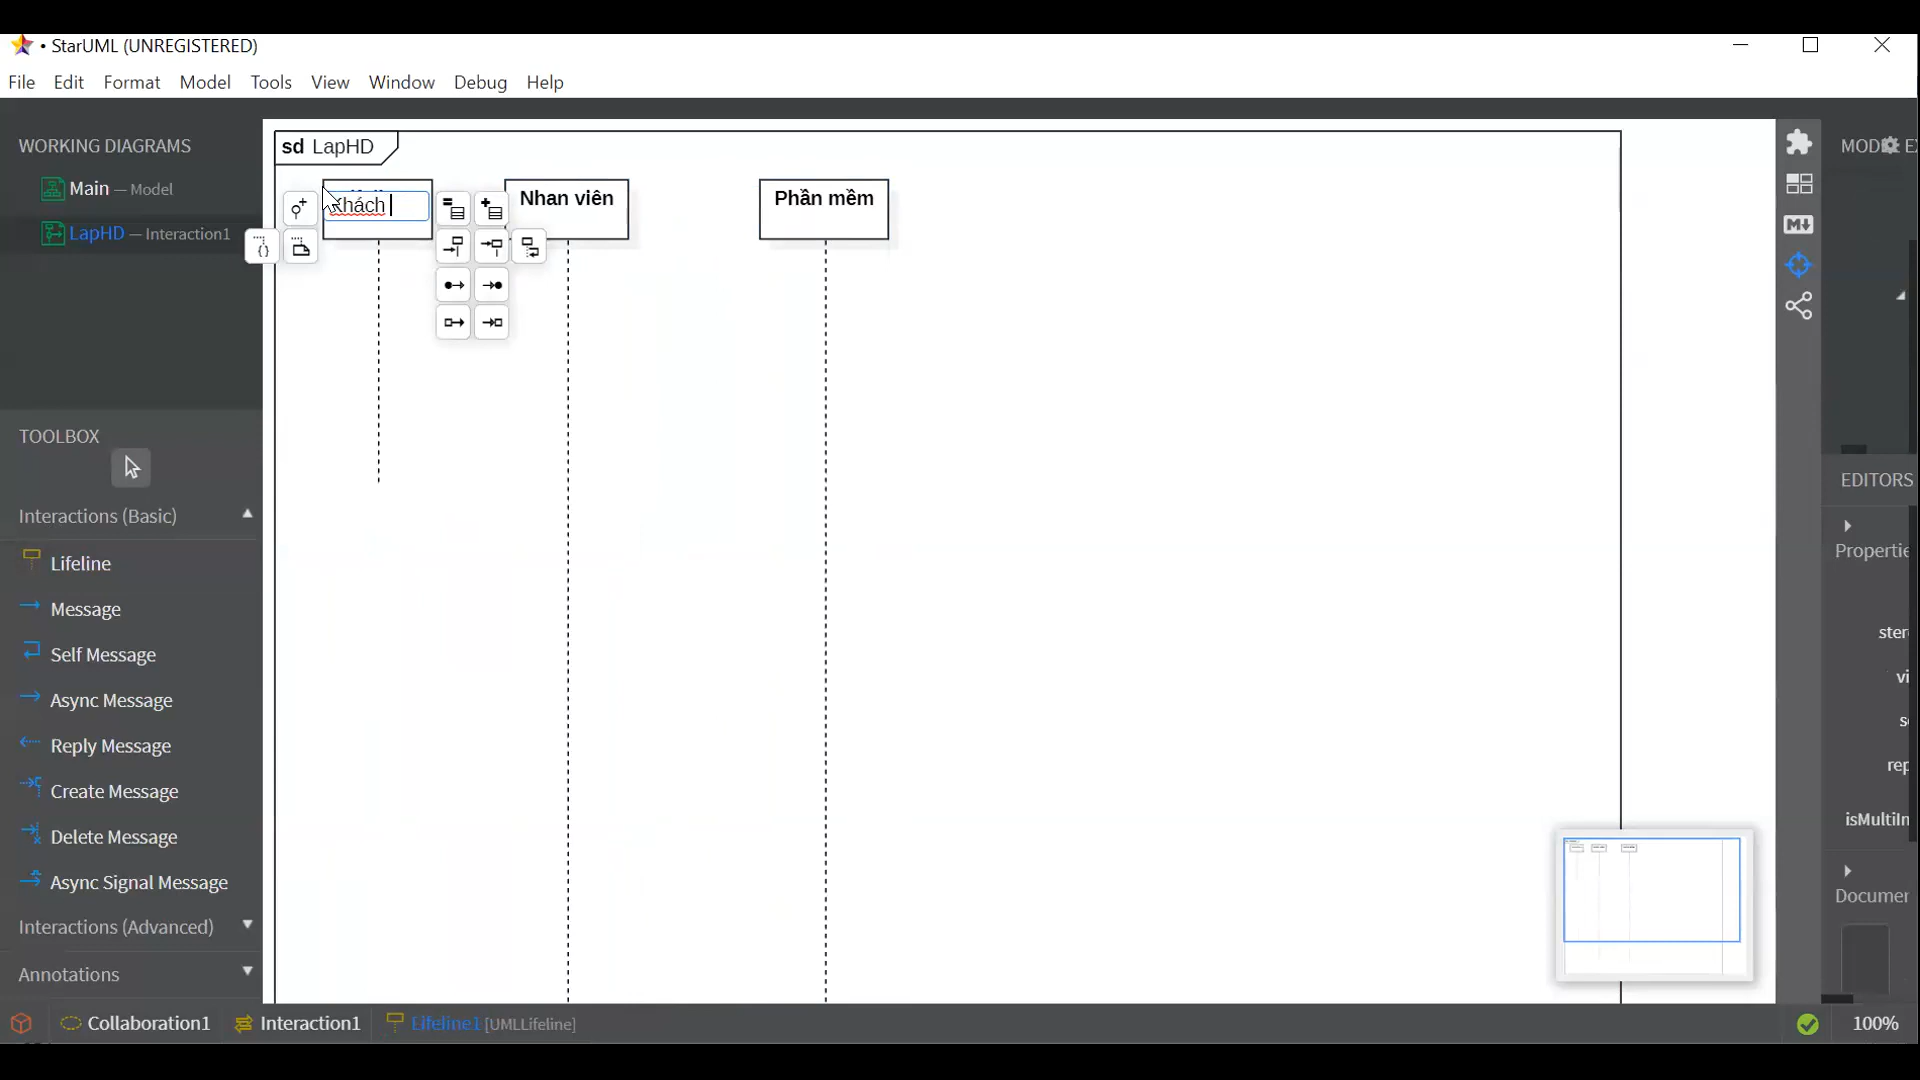 • StarUML (UNREGISTERED)
File Edit Format Model Tools View Window Debug Help
WORKING DIAGRAMS
Main — Model
LapHD — Interaction1
TOOLBOX
Interactions (Basic)
Lifeline
Message
Self Message
Async Message
Reply Message
Create Message
Delete Message
Async Signal Message
Interactions (Advanced)
Annotations
sd LapHD
Khách
Nhan viên
Phần mềm
EDITORS
isMultiIn
Collaboration1 Interaction1 Lifeline1 [UMLLifeline]
100%